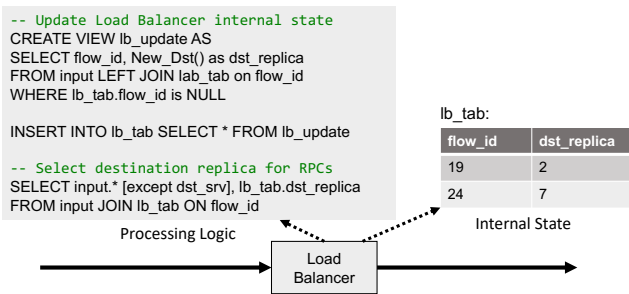 -- Update Load Balancer internal state
CREATE VIEW lb_update AS
SELECT flow_id, New_Dst() as dst_replica
FROM input LEFT JOIN lab_tab on flow_id
WHERE lb_tab.flow_id is NULL
INSERT INTO lb_tab SELECT * FROM lb_update
-- Select destination replica for RPCs
SELECT input.* [except dst_srv], lb_tab.dst_replica
FROM input JOIN lb_tab ON flow_id
Processing Logic
lb_tab:
flow_id dst_replica
19 2
24 7
Internal State
Load
Balancer